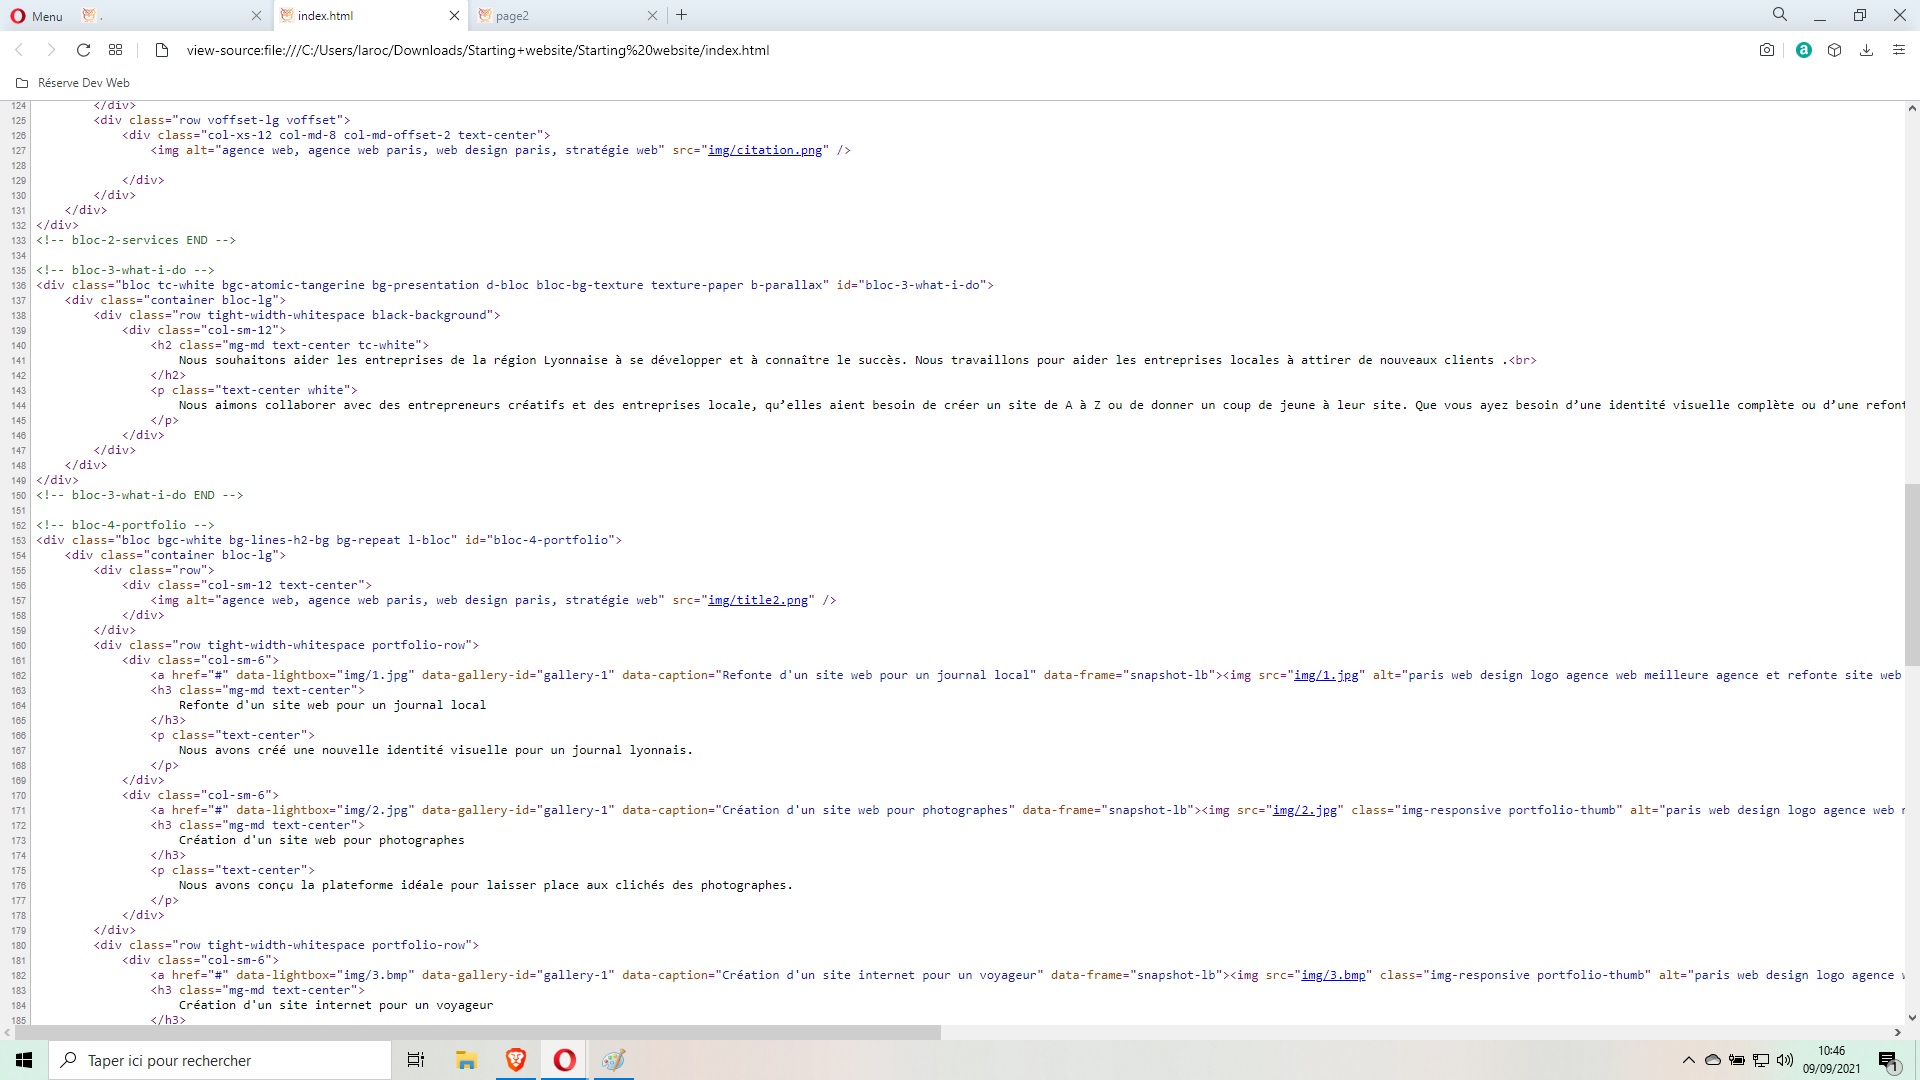 Menu
.
index.html
page2
view-source:file:///C:/Users/laroc/Downloads/Starting+website/Starting%20website/index.html
a
Réserve Dev Web
124 </div>
125 <div class="row voffset-lg voffset">
126 <div class="col-xs-12 col-md-8 col-md-offset-2 text-center">
127 <img alt="agence web, agence web paris, web design paris, stratégie web" src="img/citation.png" />
128
129 </div>
130 </div>
131 </div>
132 </div>
133 <!-- bloc-2-services END -->
134
135 <!-- bloc-3-what-i-do -->
136 <div class="bloc tc-white bgc-atomic-tangerine bg-presentation d-bloc bloc-bg-texture texture-paper b-parallax" id="bloc-3-what-i-do">
137 <div class="container bloc-lg">
138 <div class="row tight-width-whitespace black-background">
139 <div class="col-sm-12">
140 <h2 class="mg-md text-center tc-white">
141 Nous souhaitons aider les entreprises de la région Lyonnaise à se développer et à connaître le succès. Nous travaillons pour aider les entreprises locales à attirer de nouveaux clients .<br>
142 </h2>
143 <p class="text-center white">
144 Nous aimons collaborer avec des entrepreneurs créatifs et des entreprises locale, qu’elles aient besoin de créer un site de A à Z ou de donner un coup de jeune à leur site. Que vous ayez besoin d’une identité visuelle complète ou d’une refont
145 </p>
146 </div>
147 </div>
148 </div>
149 </div>
150 <!-- bloc-3-what-i-do END -->
151
152 <!-- bloc-4-portfolio -->
153 <div class="bloc bgc-white bg-lines-h2-bg bg-repeat l-bloc" id="bloc-4-portfolio">
154 <div class="container bloc-lg">
155 <div class="row">
156 <div class="col-sm-12 text-center">
157 <img alt="agence web, agence web paris, web design paris, stratégie web" src="img/title2.png" />
158 </div>
159 </div>
160 <div class="row tight-width-whitespace portfolio-row">
161 <div class="col-sm-6">
162 <a href="#" data-lightbox="img/1.jpg" data-gallery-id="gallery-1" data-caption="Refonte d'un site web pour un journal local" data-frame="snapshot-lb"><img src="img/1.jpg" alt="paris web design logo agence web meilleure agence et refonte site web
163 <h3 class="mg-md text-center">
164 Refonte d'un site web pour un journal local
165 </h3>
166 <p class="text-center">
167 Nous avons créé une nouvelle identité visuelle pour un journal lyonnais.
168 </p>
169 </div>
170 <div class="col-sm-6">
171 <a href="#" data-lightbox="img/2.jpg" data-gallery-id="gallery-1" data-caption="Création d'un site web pour photographes" data-frame="snapshot-lb"><img src="img/2.jpg" class="img-responsive portfolio-thumb" alt="paris web design logo agence web
172 <h3 class="mg-md text-center">
173 Création d'un site web pour photographes
174 </h3>
175 <p class="text-center">
176 Nous avons conçu la plateforme idéale pour laisser place aux clichés des photographes.
177 </p>
178 </div>
179 </div>
180 <div class="row tight-width-whitespace portfolio-row">
181 <div class="col-sm-6">
182 <a href="#" data-lightbox="img/3.bmp" data-gallery-id="gallery-1" data-caption="Création d'un site internet pour un voyageur" data-frame="snapshot-lb"><img src="img/3.bmp" class="img-responsive portfolio-thumb" alt="paris web design logo agence
183 <h3 class="mg-md text-center">
184 Création d'un site internet pour un voyageur
185 </h3>
Taper ici pour rechercher
10:46
09/09/2021
1